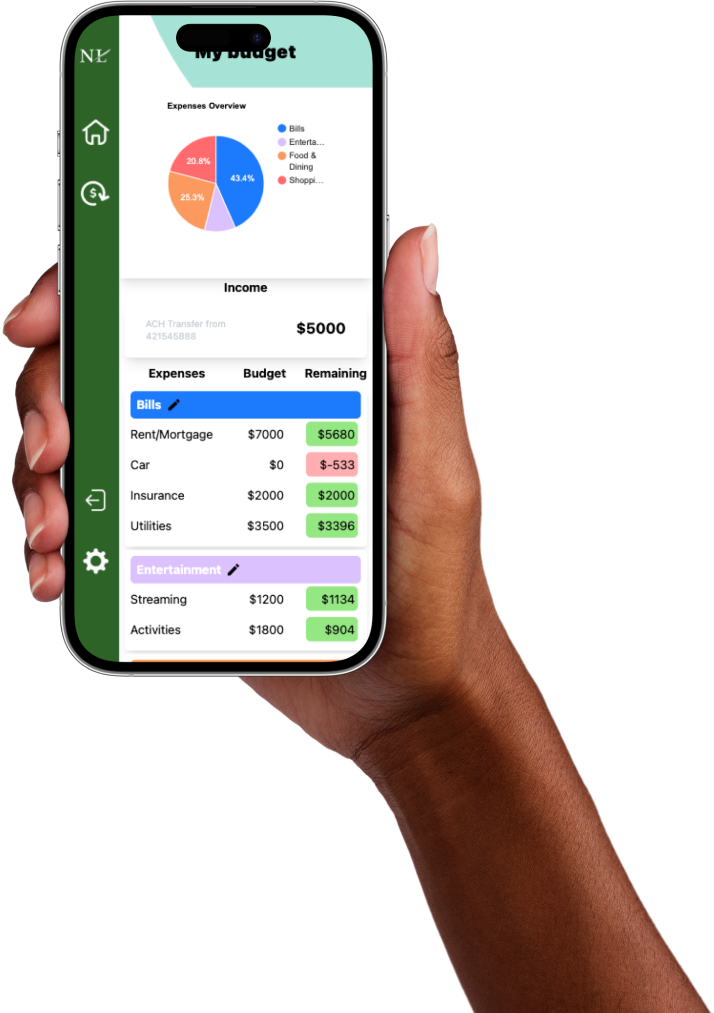 NL
My budget
Expenses Overview
Bills
Enterta...
Food &
Dining
Shoppi...
20.8%
43.4%
25.3%
Income
ACH Transfer from
421545888
$5000
Expenses Budget Remaining
Bills
Rent/Mortgage $7000 $5680
Car $0 $-533
Insurance $2000 $2000
Utilities $3500 $3396
Entertainment
Streaming $1200 $1134
Activities $1800 $904